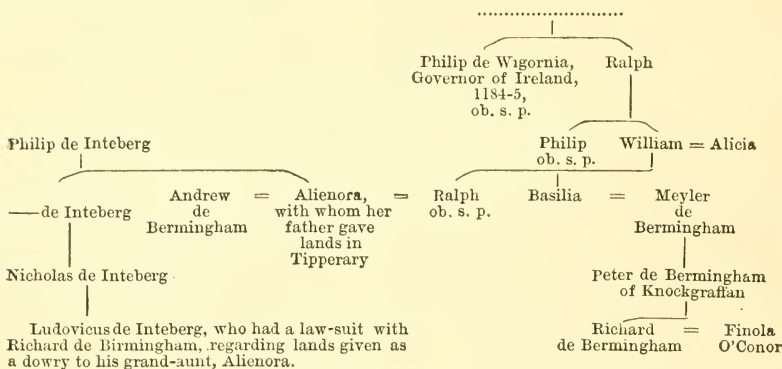 Philip de Wigornia,
Governor of Ireland,
1184-5,
ob. s. p.
Ralph
Philip
ob. s. p.
William = Alicia
Philip de Inteberg
—— de Inteberg
Andrew
de
Bermingham
=
Alienora,
with whom her
father gave
lands in
Tipperary
=
Ralph
ob. s. p.
Basilia
=
Meyler
de
Bermingham
Nicholas de Inteberg
Peter de Bermingham
of Knockgraffan
Ludovicus de Inteberg, who had a law-suit with
Richard de Birmingham, regarding lands given as
a dowry to his grand-aunt, Alienora.
Richard
de Bermingham
=
Finola
O'Conor